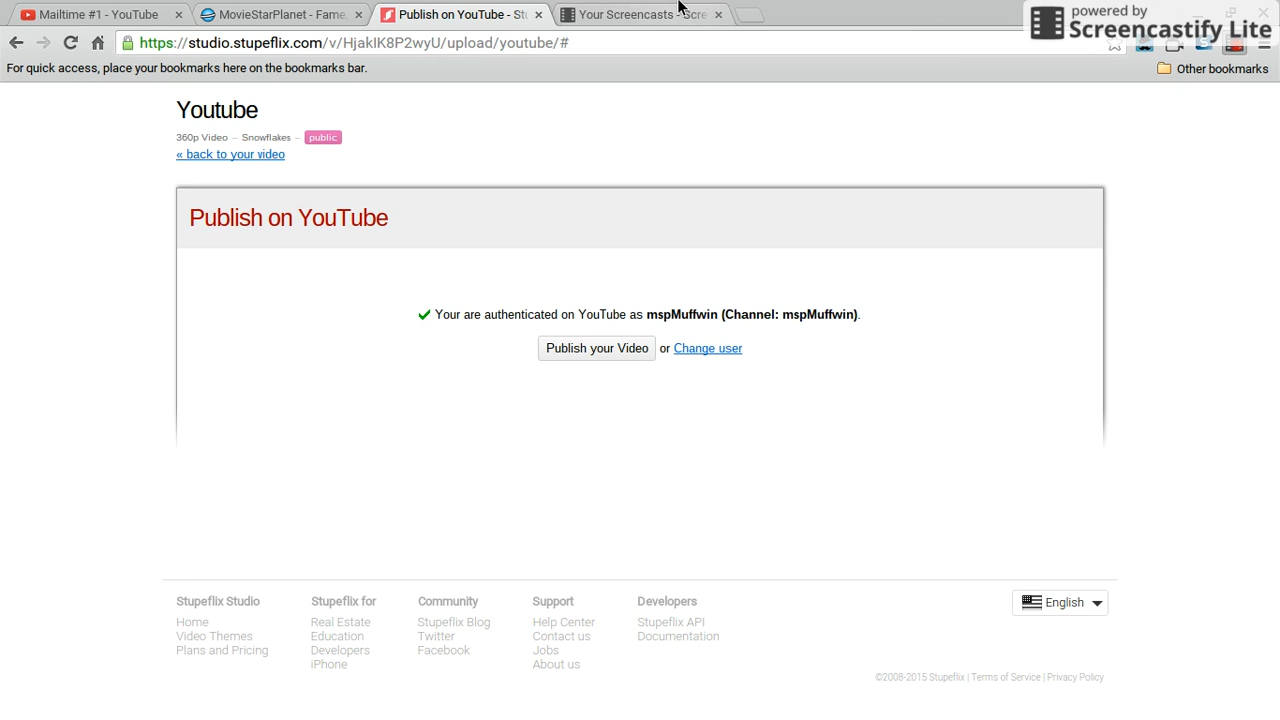 Mailtime #1 - YouTube
MovieStarPlanet - Fame,
Publish on YouTube - Stu
Your Screencasts - Scre
powered by
Screencastify Lite
https://studio.stupeflix.com/v/HjakIK8P2wyU/upload/youtube/#
For quick access, place your bookmarks here on the bookmarks bar.
Other bookmarks
Youtube
360p Video – Snowflakes – public
« back to your video
Publish on YouTube
Your are authenticated on YouTube as mspMuffwin (Channel: mspMuffwin).
Publish your Video or Change user
Stupeflix Studio
Home
Video Themes
Plans and Pricing
Stupeflix for
Real Estate
Education
Developers
iPhone
Community
Stupeflix Blog
Twitter
Facebook
Support
Help Center
Contact us
Jobs
About us
Developers
Stupeflix API
Documentation
English
©2008-2015 Stupeflix | Terms of Service | Privacy Policy